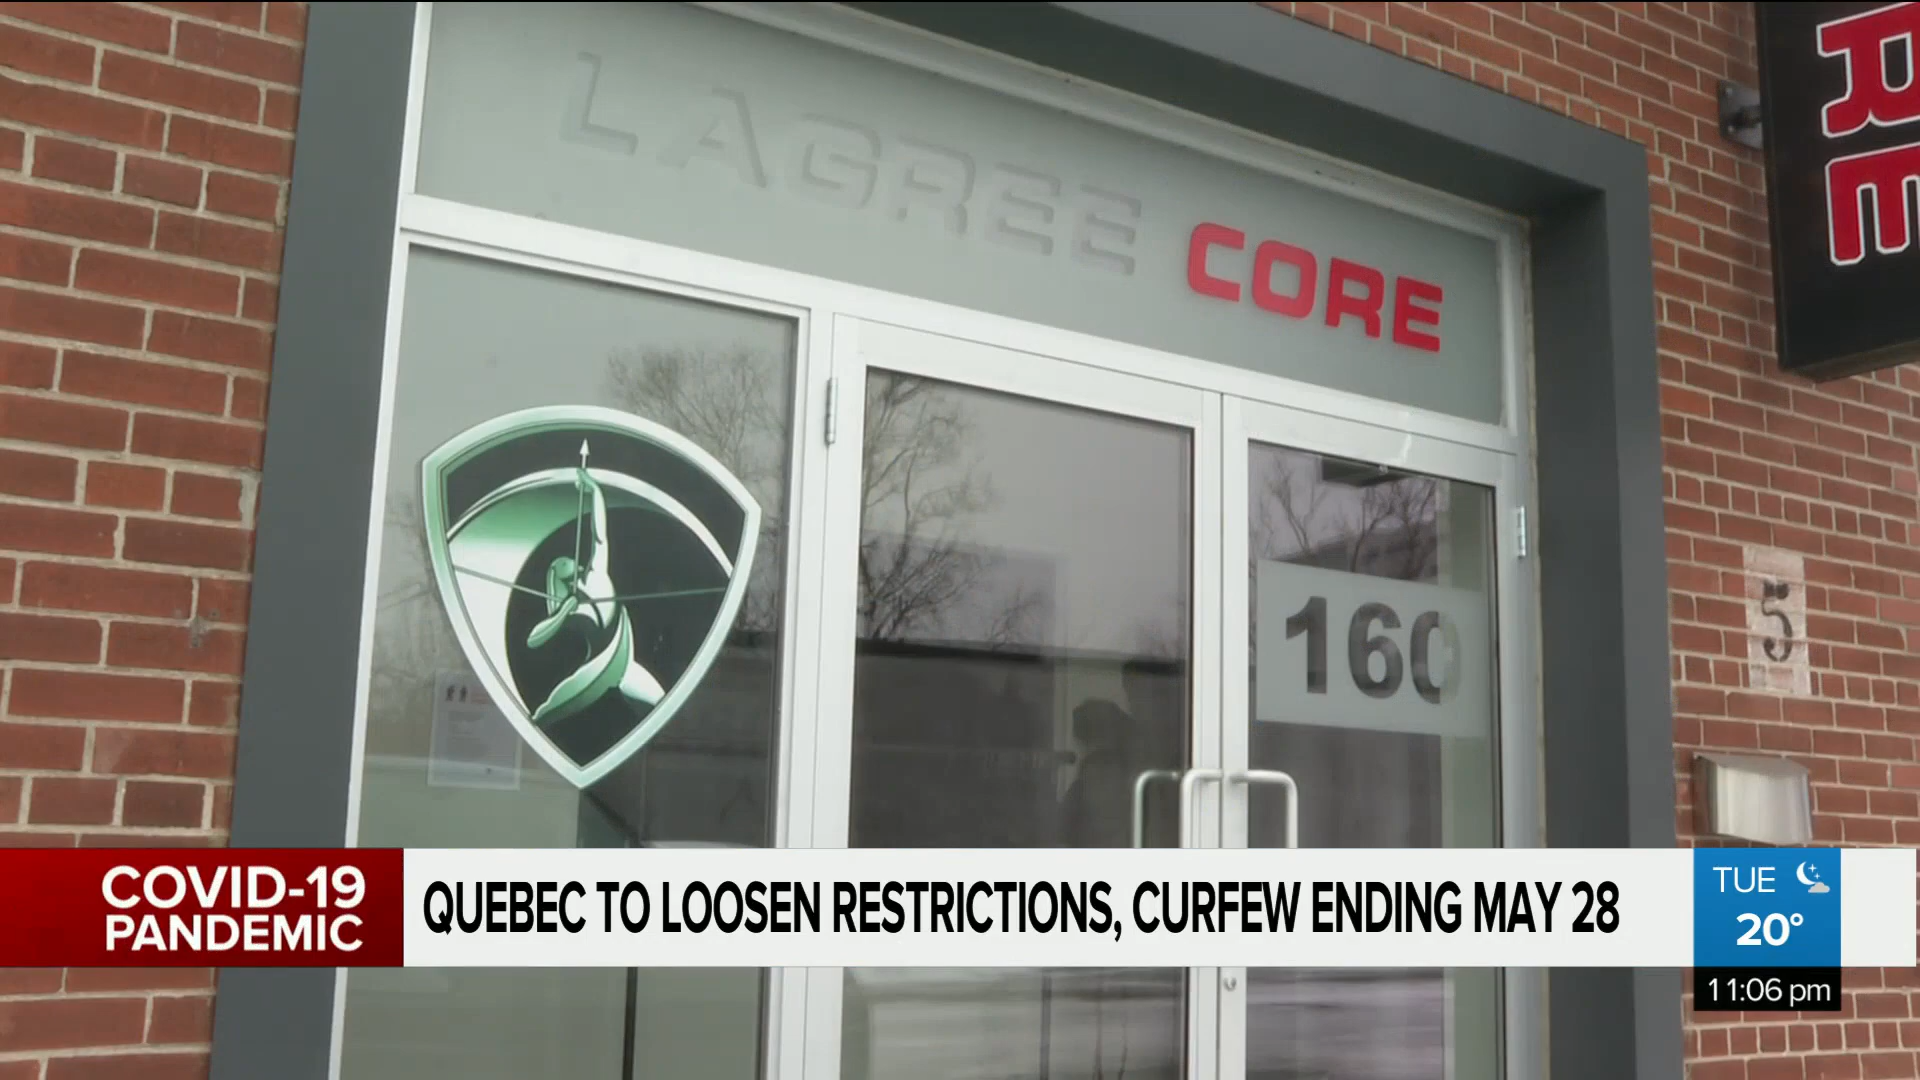 RE
LAGREE CORE
160
5
COVID-19
PANDEMIC
QUEBEC TO LOOSEN RESTRICTIONS, CURFEW ENDING MAY 28
TUE
20°
11:06 pm